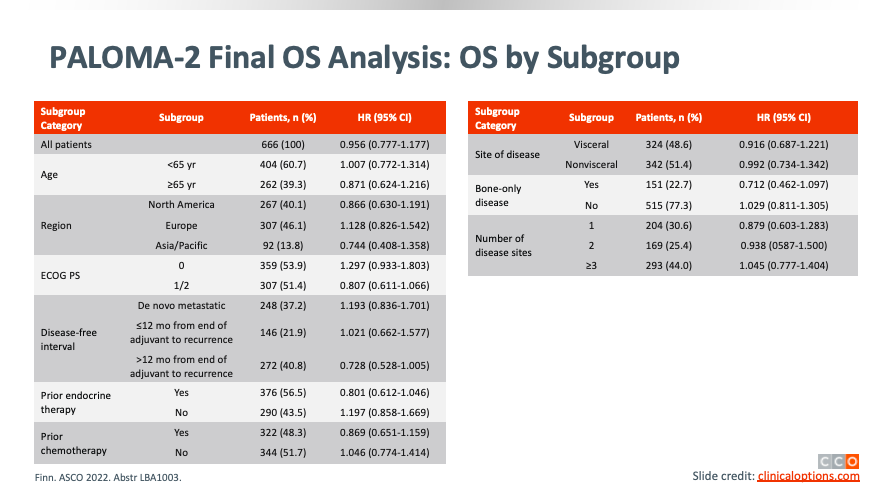 PALOMA-2 Final OS Analysis: OS by Subgroup
Subgroup Category Subgroup Patients, n (%) HR (95% CI)
All patients 666 (100) 0.956 (0.777-1.177)
Age <65 yr 404 (60.7) 1.007 (0.772-1.314)
≥65 yr 262 (39.3) 0.871 (0.624-1.216)
Region North America 267 (40.1) 0.866 (0.630-1.191)
Europe 307 (46.1) 1.128 (0.826-1.542)
Asia/Pacific 92 (13.8) 0.744 (0.408-1.358)
ECOG PS 0 359 (53.9) 1.297 (0.933-1.803)
1/2 307 (51.4) 0.807 (0.611-1.066)
Disease-free interval De novo metastatic 248 (37.2) 1.193 (0.836-1.701)
≤12 mo from end of adjuvant to recurrence 146 (21.9) 1.021 (0.662-1.577)
>12 mo from end of adjuvant to recurrence 272 (40.8) 0.728 (0.528-1.005)
Prior endocrine therapy Yes 376 (56.5) 0.801 (0.612-1.046)
No 290 (43.5) 1.197 (0.858-1.669)
Prior chemotherapy Yes 322 (48.3) 0.869 (0.651-1.159)
No 344 (51.7) 1.046 (0.774-1.414)
Subgroup Category Subgroup Patients, n (%) HR (95% CI)
Site of disease Visceral 324 (48.6) 0.916 (0.687-1.221)
Nonvisceral 342 (51.4) 0.992 (0.734-1.342)
Bone-only disease Yes 151 (22.7) 0.712 (0.462-1.097)
No 515 (77.3) 1.029 (0.811-1.305)
Number of disease sites 1 204 (30.6) 0.879 (0.603-1.283)
2 169 (25.4) 0.938 (0587-1.500)
≥3 293 (44.0) 1.045 (0.777-1.404)
Finn. ASCO 2022. Abstr LBA1003.
CCO
Slide credit: clinicaloptions.com